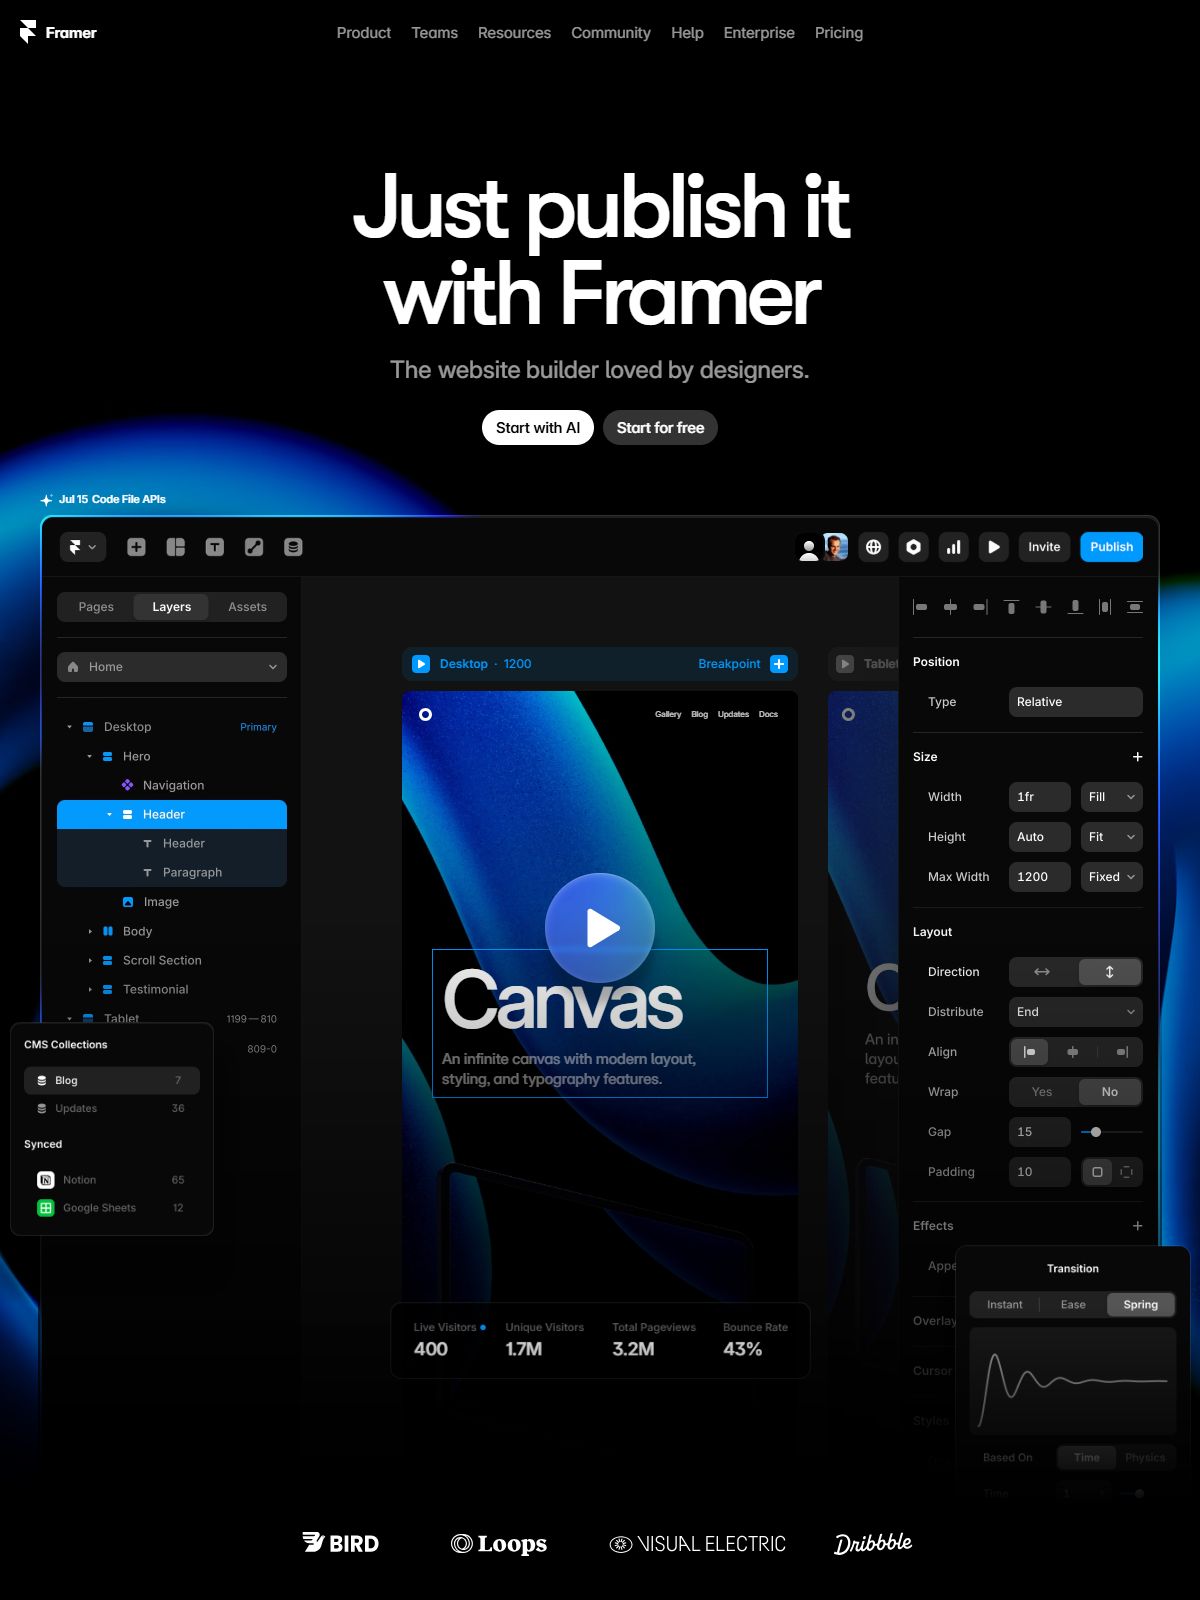 Framer
Product Teams Resources Community Help Enterprise Pricing
Just publish it
with Framer
The website builder loved by designers.
Start with AI
Start for free
Jul 15 Code File APIs
Invite
Publish
Pages Layers Assets
Home
Desktop Primary
Hero
Navigation
Header
Header
Paragraph
Image
Body
Scroll Section
Testimonial
Tablet 1199—810
809-0
CMS Collections
Blog 7
Updates 36
Synced
Notion 65
Google Sheets 12
Desktop · 1200 Breakpoint
Gallery Blog Updates Docs
Canvas
An infinite canvas with modern layout,
styling, and typography features.
Tablet
C
An in
layou
featu
Live Visitors Unique Visitors Total Pageviews Bounce Rate
400 1.7M 3.2M 43%
Position
Type Relative
Size
Width 1fr Fill
Height Auto Fit
Max Width 1200 Fixed
Layout
Direction
Distribute End
Align
Wrap Yes No
Gap 15
Padding 10
Effects
Appe
Overlay
Cursor
Styles
Transition
Instant Ease Spring
Based On Time Physics
Time 1
BIRD
Loops
VISUAL ELECTRIC
Dribbble